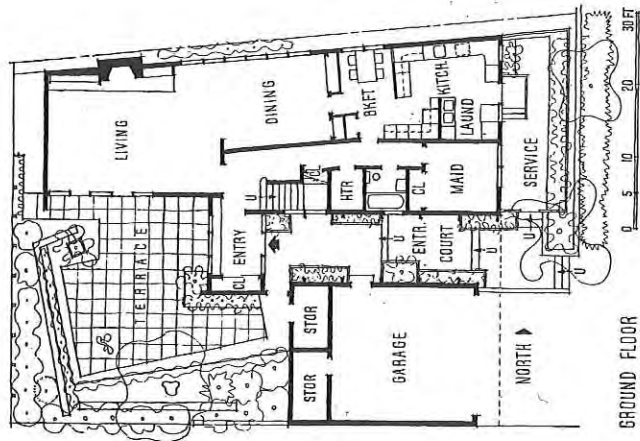 LIVING
TERRACE
DINING
ENTRY
CL
U
STOR
STOR
CL
HTR
BKFT
GARAGE
U
ENTR.
COURT
CL
KITCH.
LAUND
MAID
U
NORTH
SERVICE
U
U
GROUND FLOOR
0 5 10 20 30 FT